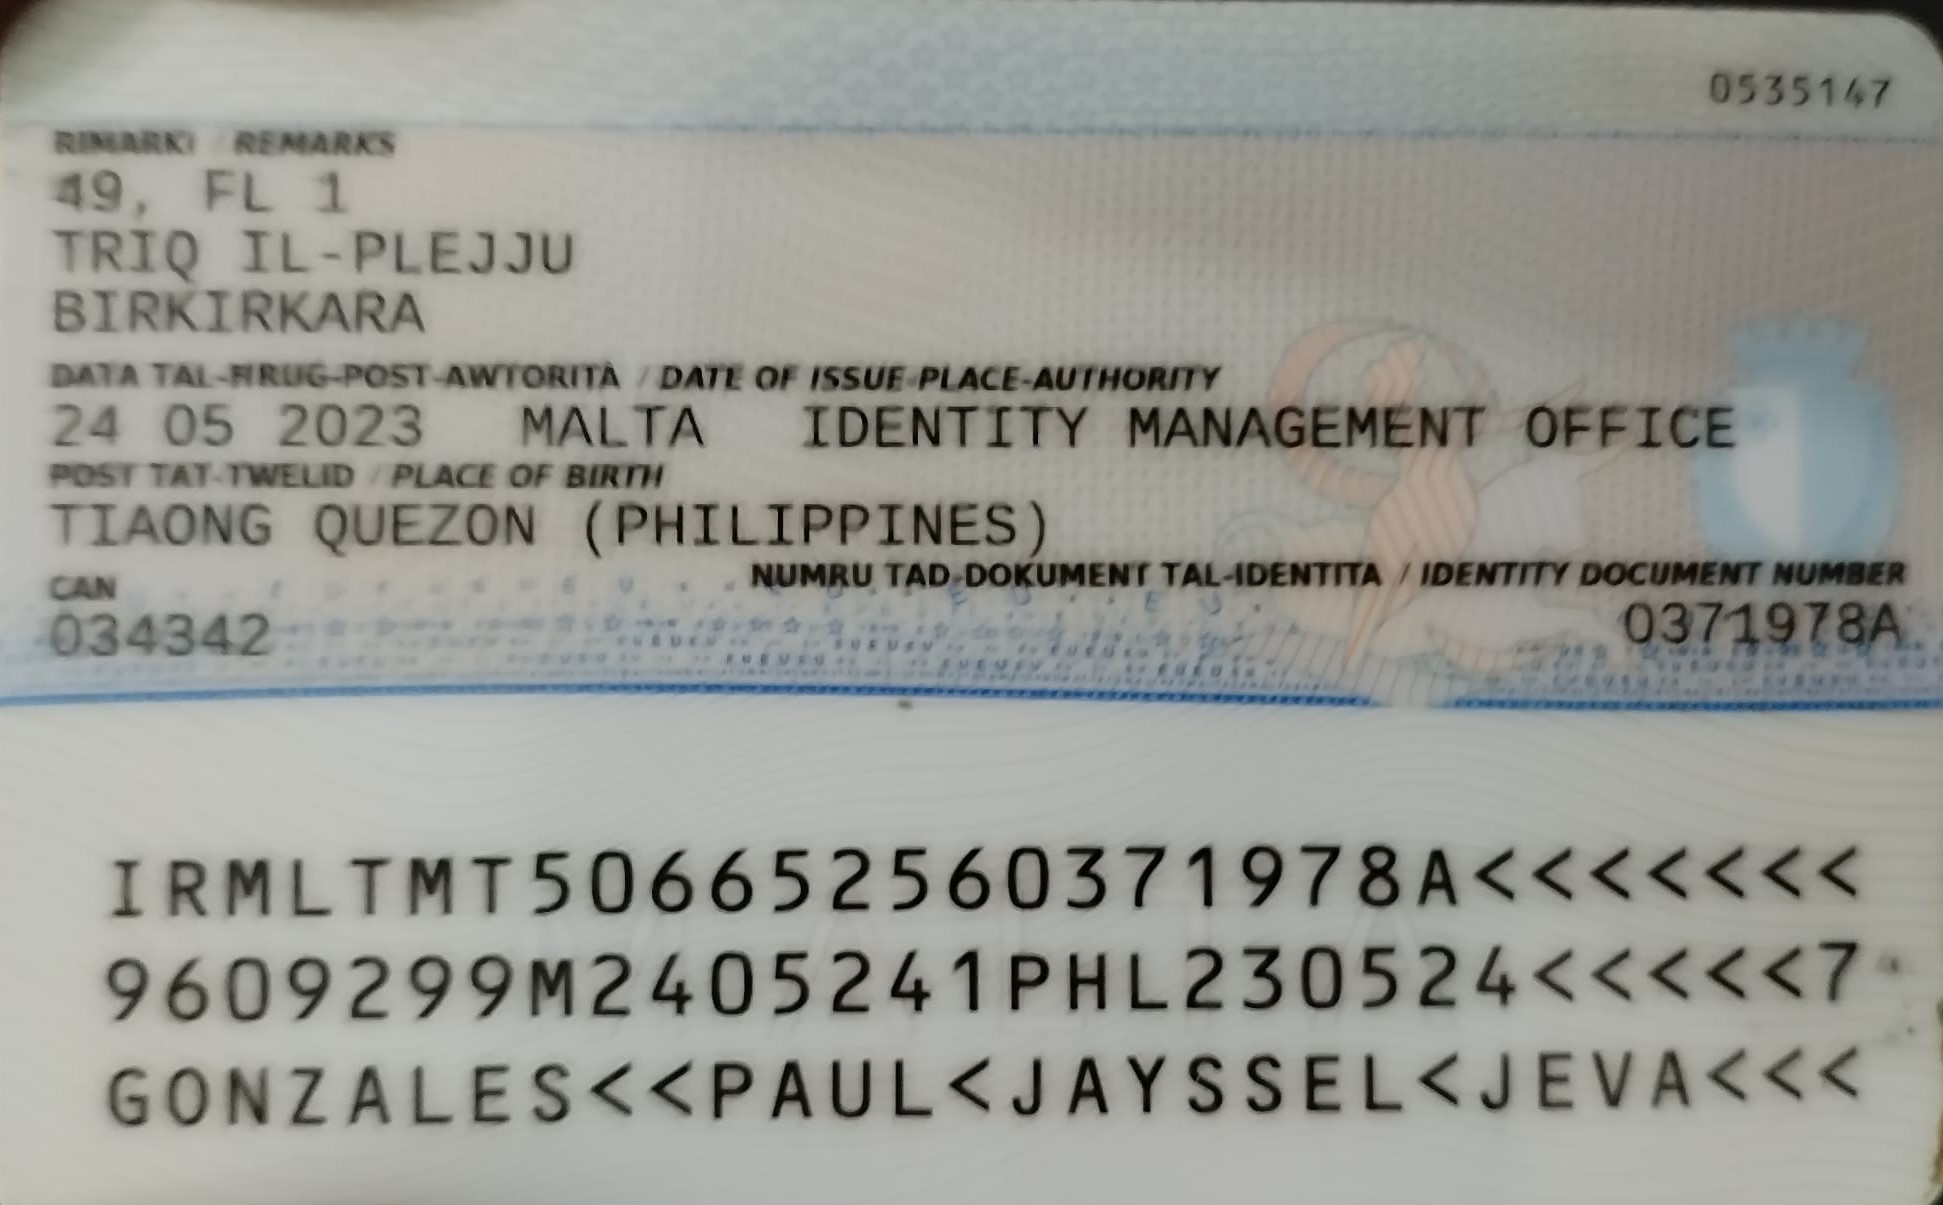 0535147
RIMARKI / REMARKS
49, FL 1
TRIQ IL-PLEJJU
BIRKIRKARA
DATA TAL-ĦRUĠ-POST-AWTORITÀ / DATE OF ISSUE-PLACE-AUTHORITY
24 05 2023 MALTA IDENTITY MANAGEMENT OFFICE
POST TAT-TWELID / PLACE OF BIRTH
TIAONG QUEZON (PHILIPPINES)
CAN
NUMRU TAD-DOKUMENT TAL-IDENTITÀ / IDENTITY DOCUMENT NUMBER
034342
0371978A
IRMLTMT506652560371978A<<<<<<<
9609299M2405241PHL230524<<<<<7
GONZALES<<PAUL<JAYSSEL<JEVA<<<